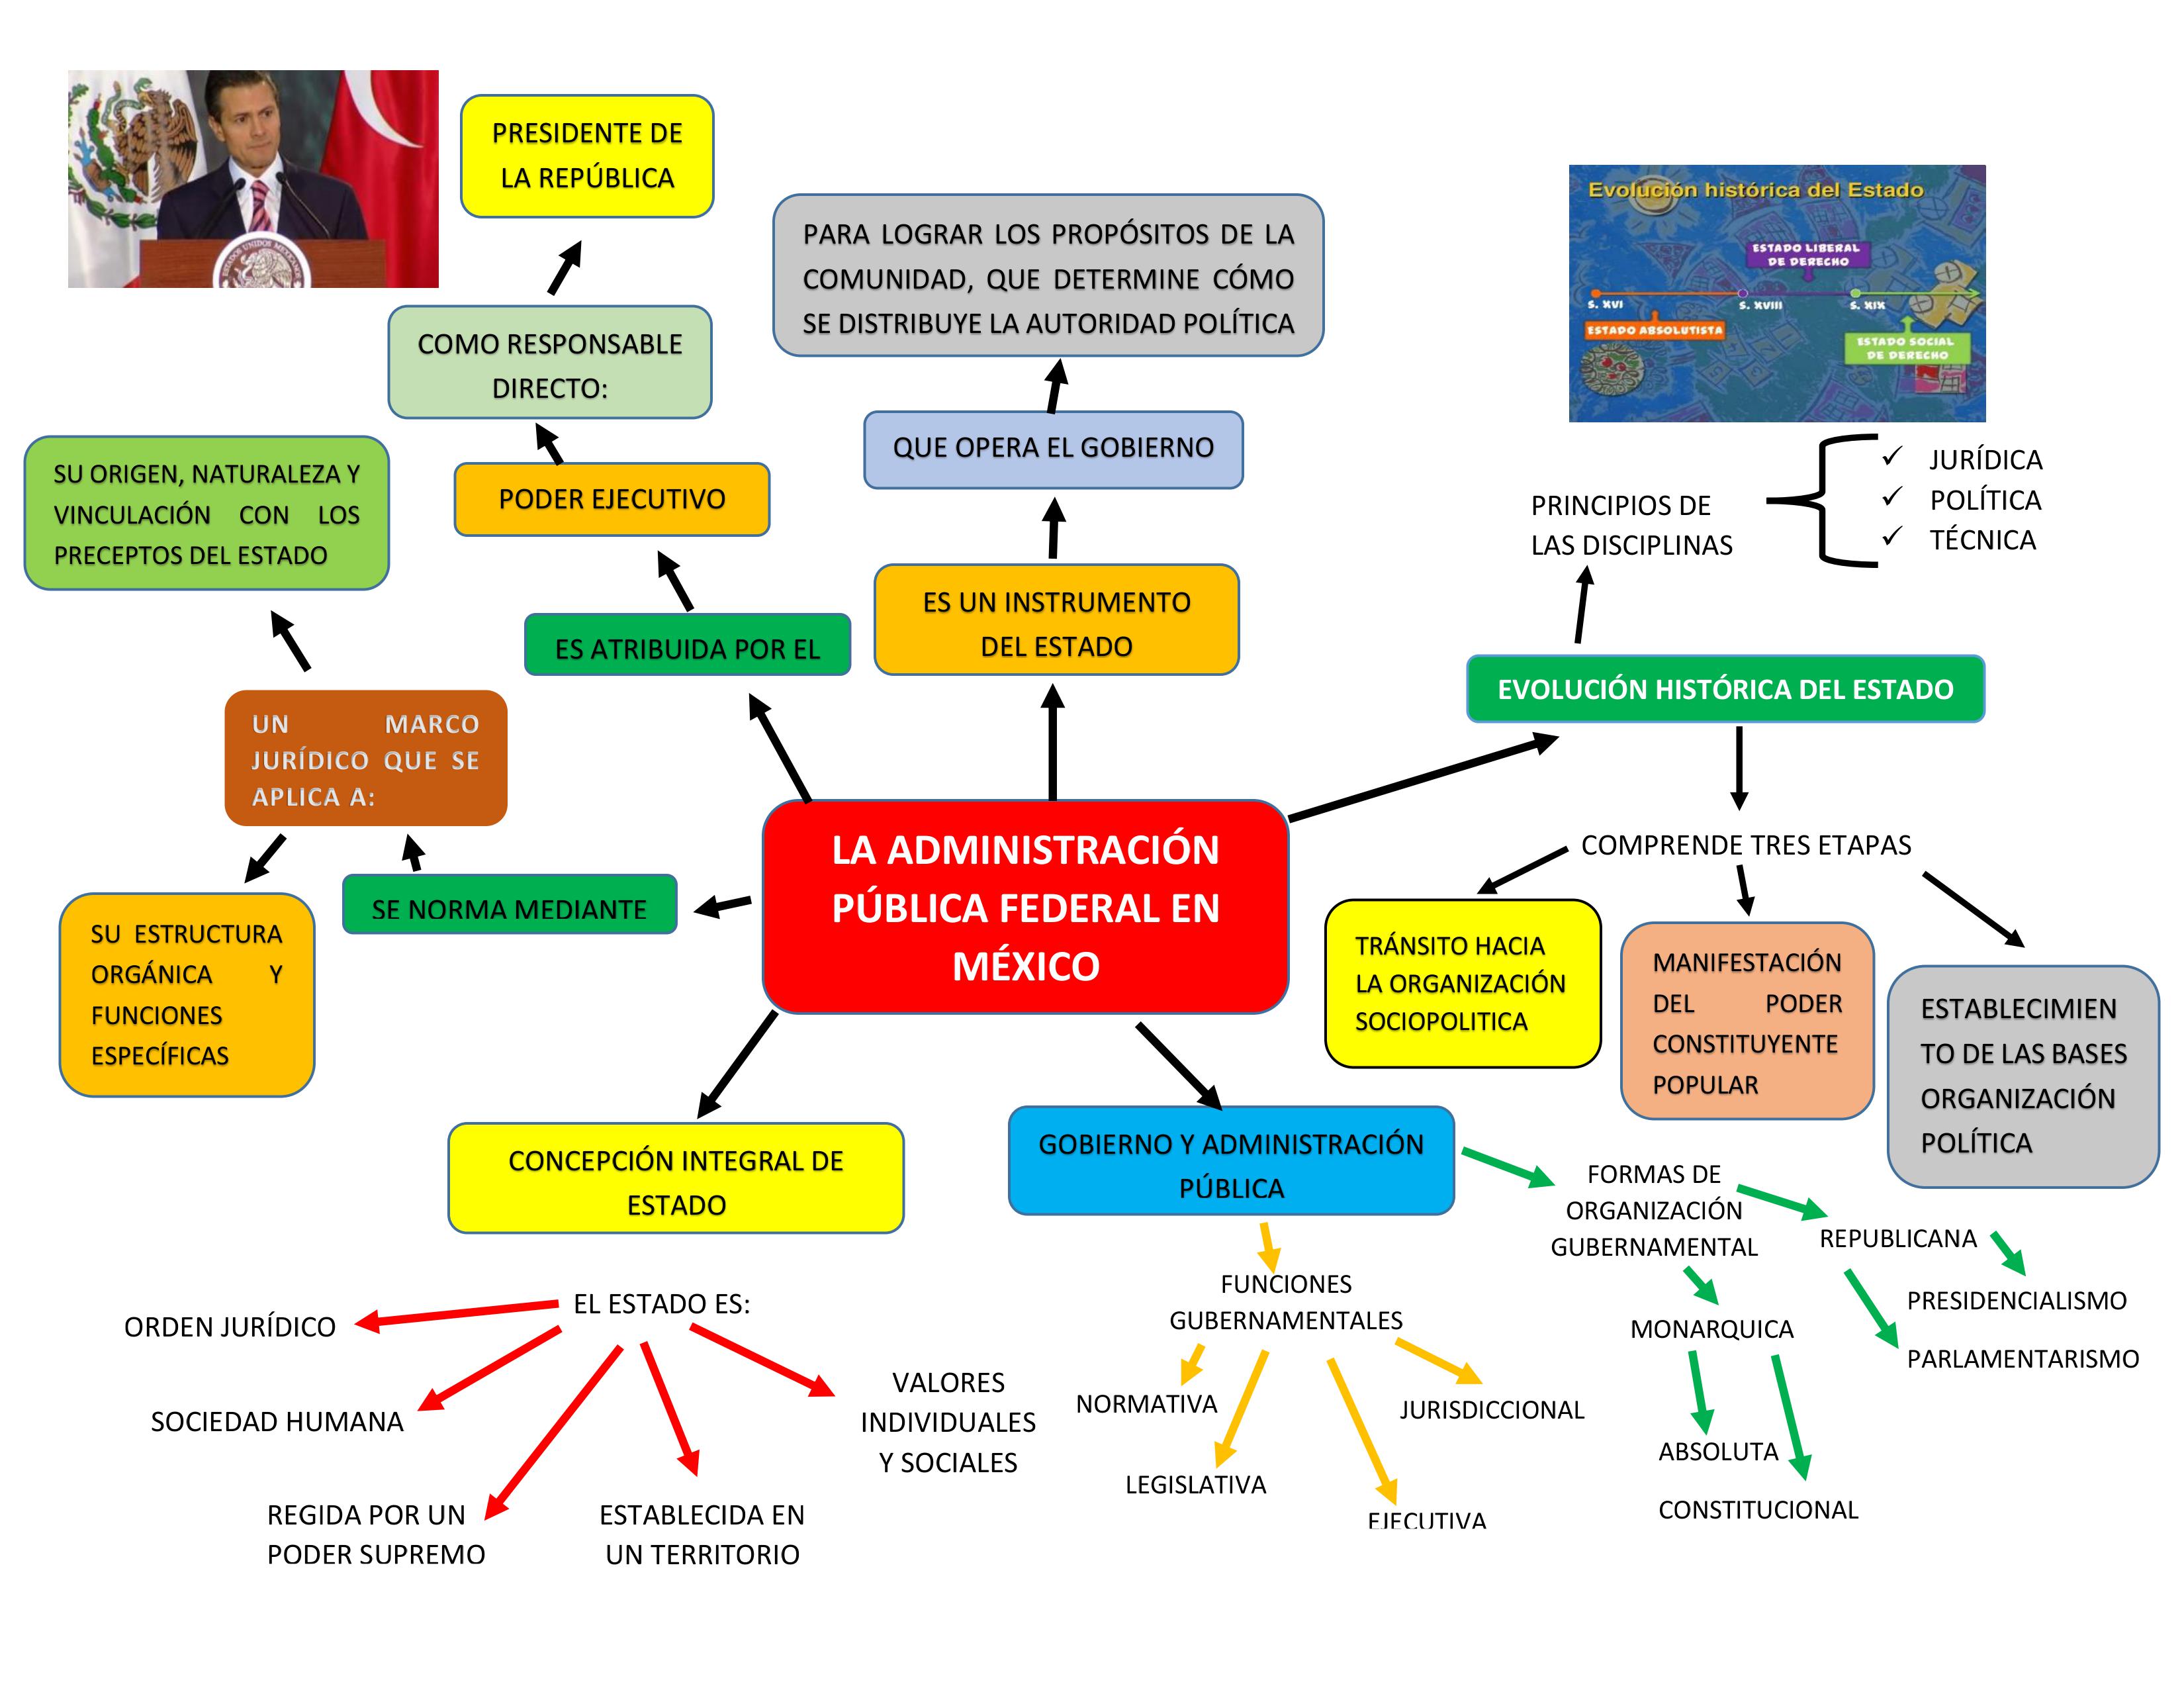 PRESIDENTE DE
LA REPÚBLICA
ESTADOS UNIDOS MEXICANOS
COMO RESPONSABLE
DIRECTO:
PODER EJECUTIVO
ES ATRIBUIDA POR EL
PARA LOGRAR LOS PROPÓSITOS DE LA
COMUNIDAD, QUE DETERMINE CÓMO
SE DISTRIBUYE LA AUTORIDAD POLÍTICA
QUE OPERA EL GOBIERNO
ES UN INSTRUMENTO
DEL ESTADO
Evolución histórica del Estado
ESTADO LIBERAL
DE DERECHO
S. XVI
S. XVIII
S. XIX
ESTADO ABSOLUTISTA
ESTADO SOCIAL
DE DERECHO
PRINCIPIOS DE
LAS DISCIPLINAS
✓ JURÍDICA
✓ POLÍTICA
✓ TÉCNICA
EVOLUCIÓN HISTÓRICA DEL ESTADO
SU ORIGEN, NATURALEZA Y
VINCULACIÓN CON LOS
PRECEPTOS DEL ESTADO
UN MARCO
JURÍDICO QUE SE
APLICA A:
SU ESTRUCTURA
ORGÁNICA Y
FUNCIONES
ESPECÍFICAS
SE NORMA MEDIANTE
LA ADMINISTRACIÓN
PÚBLICA FEDERAL EN
MÉXICO
COMPRENDE TRES ETAPAS
TRÁNSITO HACIA
LA ORGANIZACIÓN
SOCIOPOLITICA
MANIFESTACIÓN
DEL PODER
CONSTITUYENTE
POPULAR
ESTABLECIMIEN
TO DE LAS BASES
ORGANIZACIÓN
POLÍTICA
CONCEPCIÓN INTEGRAL DE
ESTADO
EL ESTADO ES:
ORDEN JURÍDICO
SOCIEDAD HUMANA
REGIDA POR UN
PODER SUPREMO
ESTABLECIDA EN
UN TERRITORIO
VALORES
INDIVIDUALES
Y SOCIALES
GOBIERNO Y ADMINISTRACIÓN
PÚBLICA
FUNCIONES
GUBERNAMENTALES
NORMATIVA
LEGISLATIVA
EJECUTIVA
JURISDICCIONAL
FORMAS DE
ORGANIZACIÓN
GUBERNAMENTAL
REPUBLICANA
PRESIDENCIALISMO
PARLAMENTARISMO
MONARQUICA
ABSOLUTA
CONSTITUCIONAL